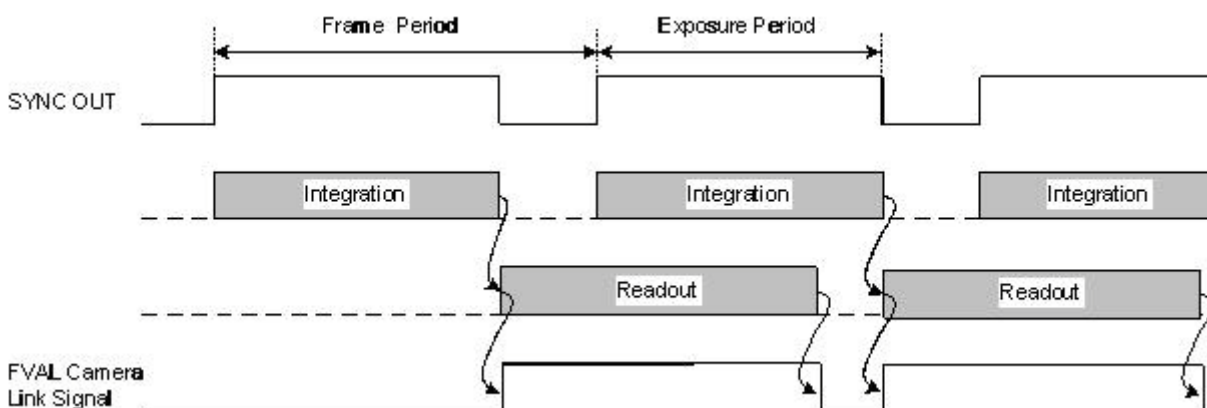 Frame Period
Exposure Period
SYNC OUT
Integration
Integration
Integration
Readout
Readout
FVAL Camera
Link Signal